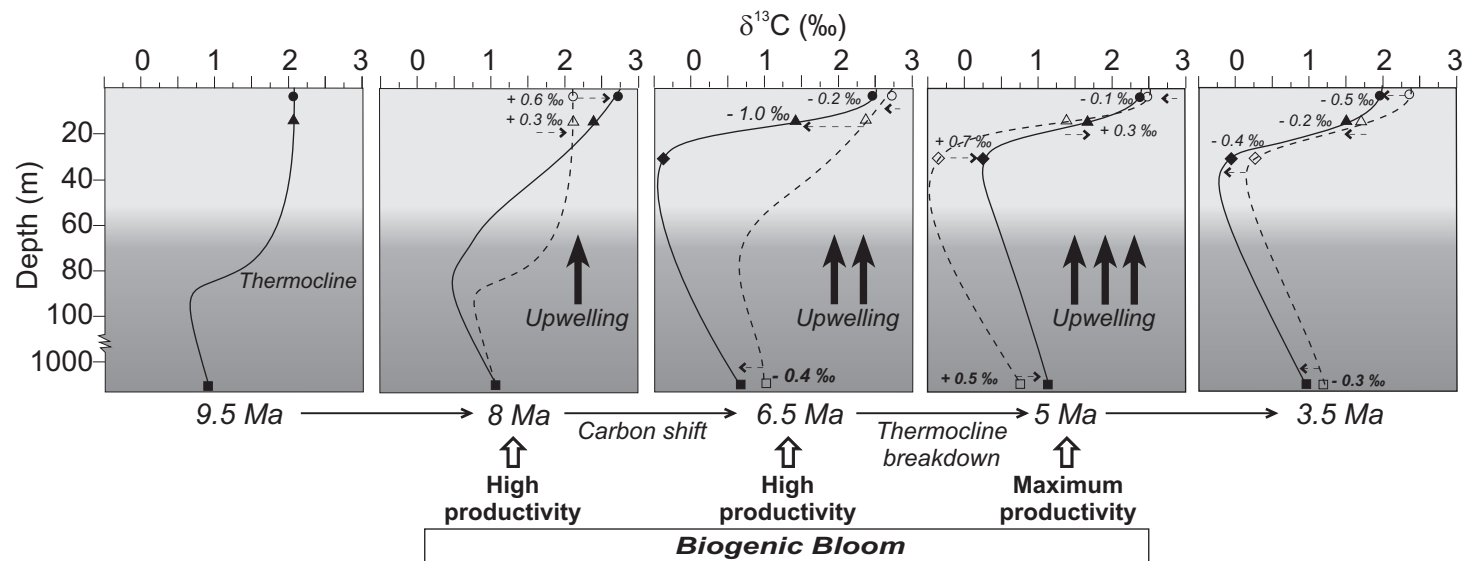 δ¹³C (‰)
0 1 2 3 0 1 2 3 0 1 2 3 0 1 2 3 0 1 2 3
Depth (m)
20
40
60
80
100
1000
Thermocline
+ 0.6 ‰
+ 0.3 ‰
Upwelling
- 0.2 ‰
- 1.0 ‰
Upwelling
- 0.4 ‰
- 0.1 ‰
+ 0.3 ‰
+ 0.7 ‰
Upwelling
+ 0.5 ‰
- 0.5 ‰
- 0.2 ‰
- 0.4 ‰
- 0.3 ‰
9.5 Ma 8 Ma 6.5 Ma 5 Ma 3.5 Ma
Carbon shift
Thermocline
breakdown
High
productivity
High
productivity
Maximum
productivity
Biogenic Bloom